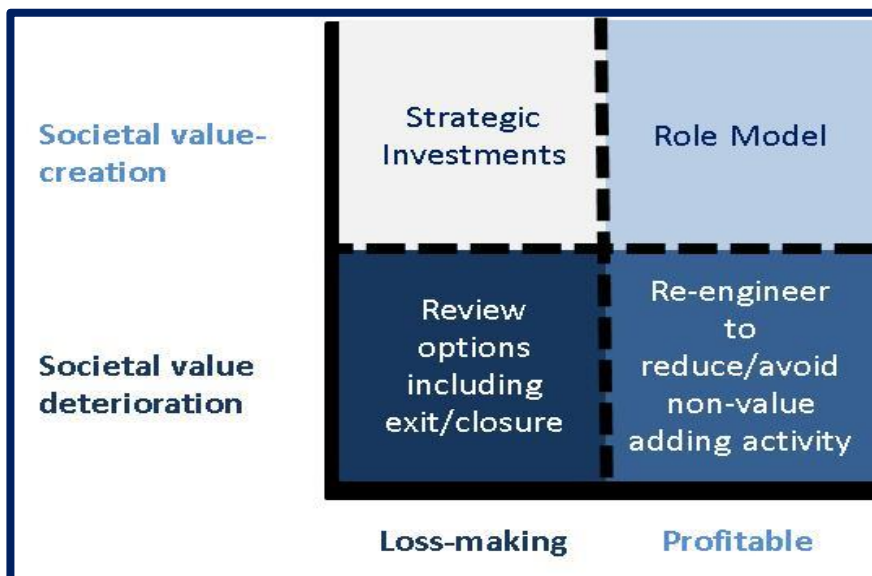 Societal value-
creation
Strategic
Investments
Role Model
Societal value
deterioration
Review
options
including
exit/closure
Re-engineer
to
reduce/avoid
non-value
adding activity
Loss-making
Profitable